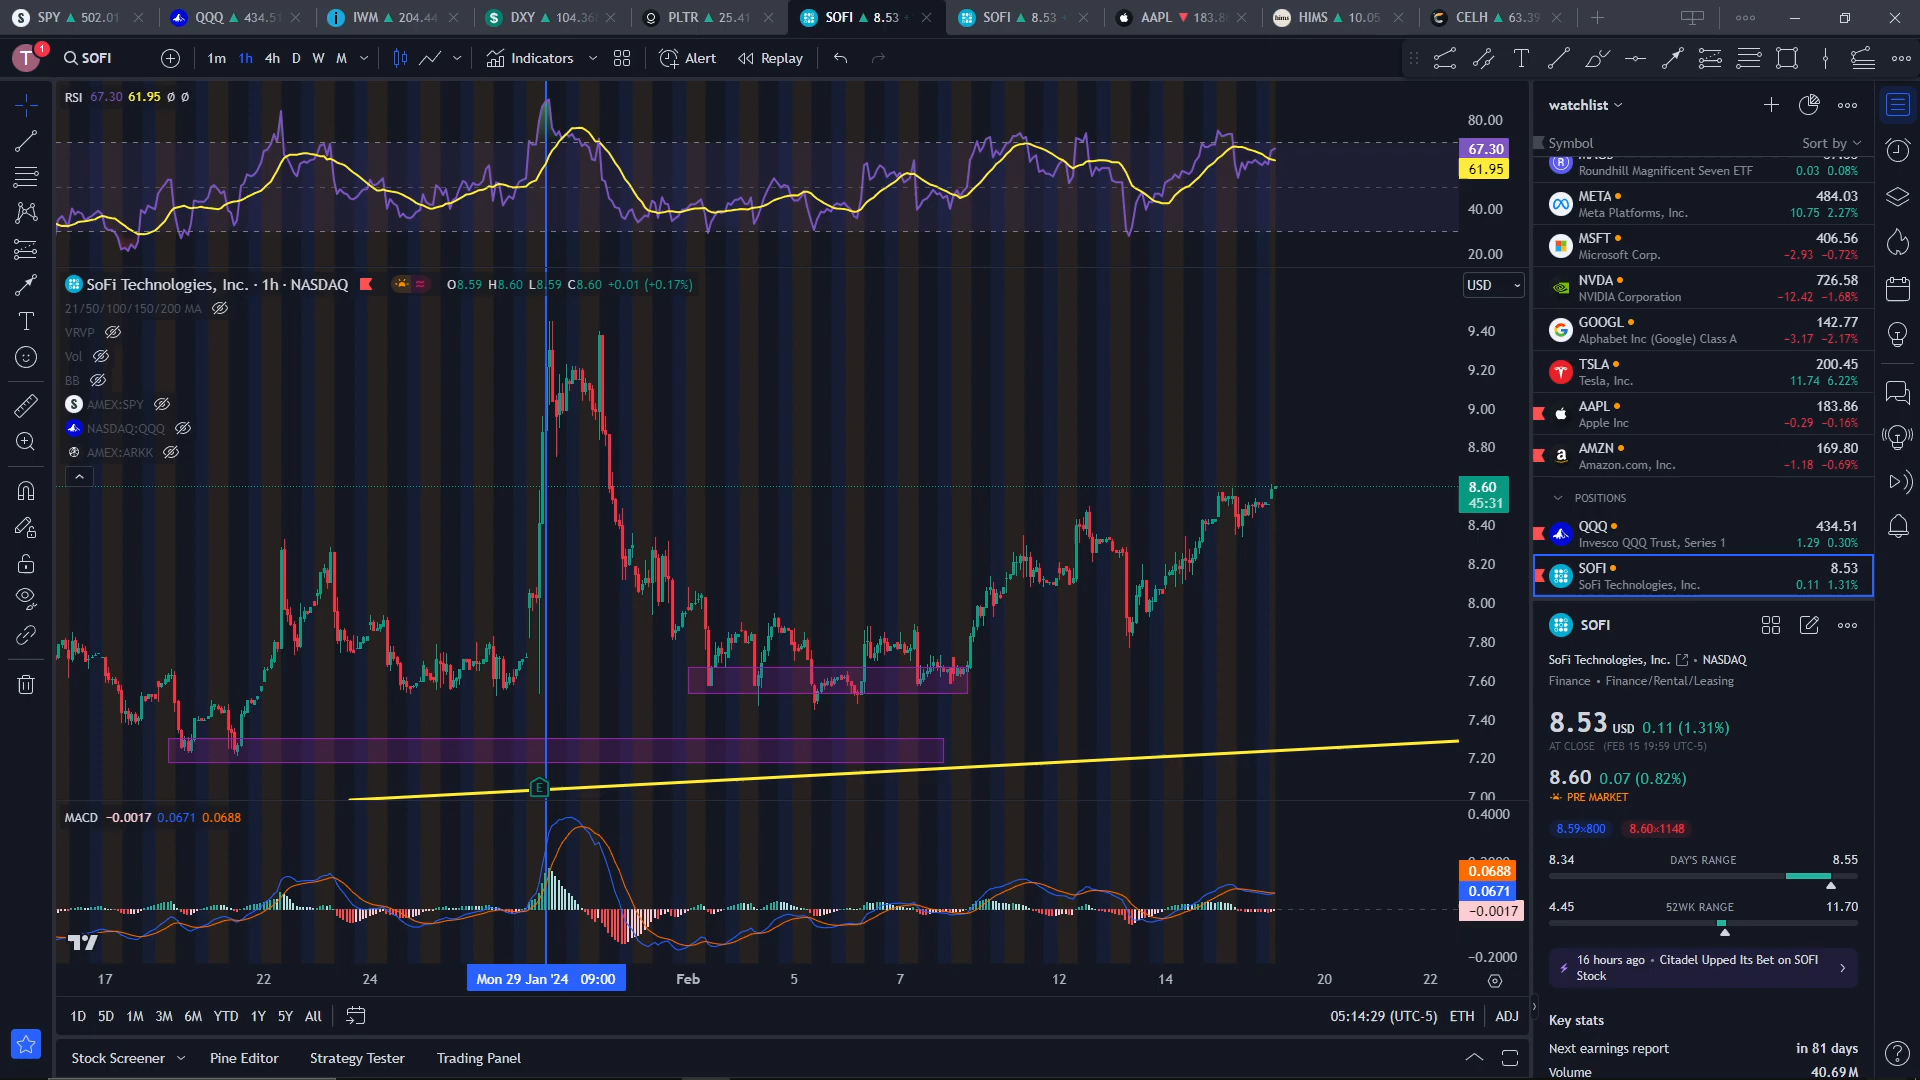 SPY 502.01
QQQ 434.51
IWM 204.44
DXY 104.36
PLTR 25.41
SOFI 8.53
SOFI 8.53
AAPL 183.8
HIMS 10.05
CELH 63.39
T 1 SOFI 1m 1h 4h D W M Indicators Alert Replay
RSI 67.30 61.95 Ø Ø
80.00
67.30
61.95
40.00
20.00
SoFi Technologies, Inc. · 1h · NASDAQ O8.59 H8.60 L8.59 C8.60 +0.01 (+0.17%)
USD
21/50/100/150/200 MA
VRVP
Vol
BB
AMEX:SPY
NASDAQ:QQQ
AMEX:ARKK
9.40
9.20
9.00
8.80
8.60
45:31
8.40
8.20
8.00
7.80
7.60
7.40
7.20
7.00
E
MACD −0.0017 0.0671 0.0688
0.4000
0.0688
0.0671
−0.0017
−0.2000
17 22 24 Mon 29 Jan '24 09:00 Feb 5 7 12 14 20 22
1D 5D 1M 3M 6M YTD 1Y 5Y All
05:14:29 (UTC-5) ETH ADJ
Stock Screener Pine Editor Strategy Tester Trading Panel
watchlist
Symbol Sort by
Roundhill Magnificent Seven ETF 0.03 0.08%
META 484.03
Meta Platforms, Inc. 10.75 2.27%
MSFT 406.56
Microsoft Corp. −2.93 −0.72%
NVDA 726.58
NVIDIA Corporation −12.42 −1.68%
GOOGL 142.77
Alphabet Inc (Google) Class A −3.17 −2.17%
TSLA 200.45
Tesla, Inc. 11.74 6.22%
AAPL 183.86
Apple Inc −0.29 −0.16%
AMZN 169.80
Amazon.com, Inc. −1.18 −0.69%
POSITIONS
QQQ 434.51
Invesco QQQ Trust, Series 1 1.29 0.30%
SOFI 8.53
SoFi Technologies, Inc. 0.11 1.31%
SOFI
SoFi Technologies, Inc. • NASDAQ
Finance • Finance/Rental/Leasing
8.53 USD 0.11 (1.31%)
AT CLOSE (FEB 15 19:59 UTC-5)
8.60 0.07 (0.82%)
PRE MARKET
8.59×800 8.60×1148
8.34 DAY'S RANGE 8.55
4.45 52WK RANGE 11.70
16 hours ago • Citadel Upped Its Bet on SOFI
Stock
Key stats
Next earnings report in 81 days
Volume 40.69M